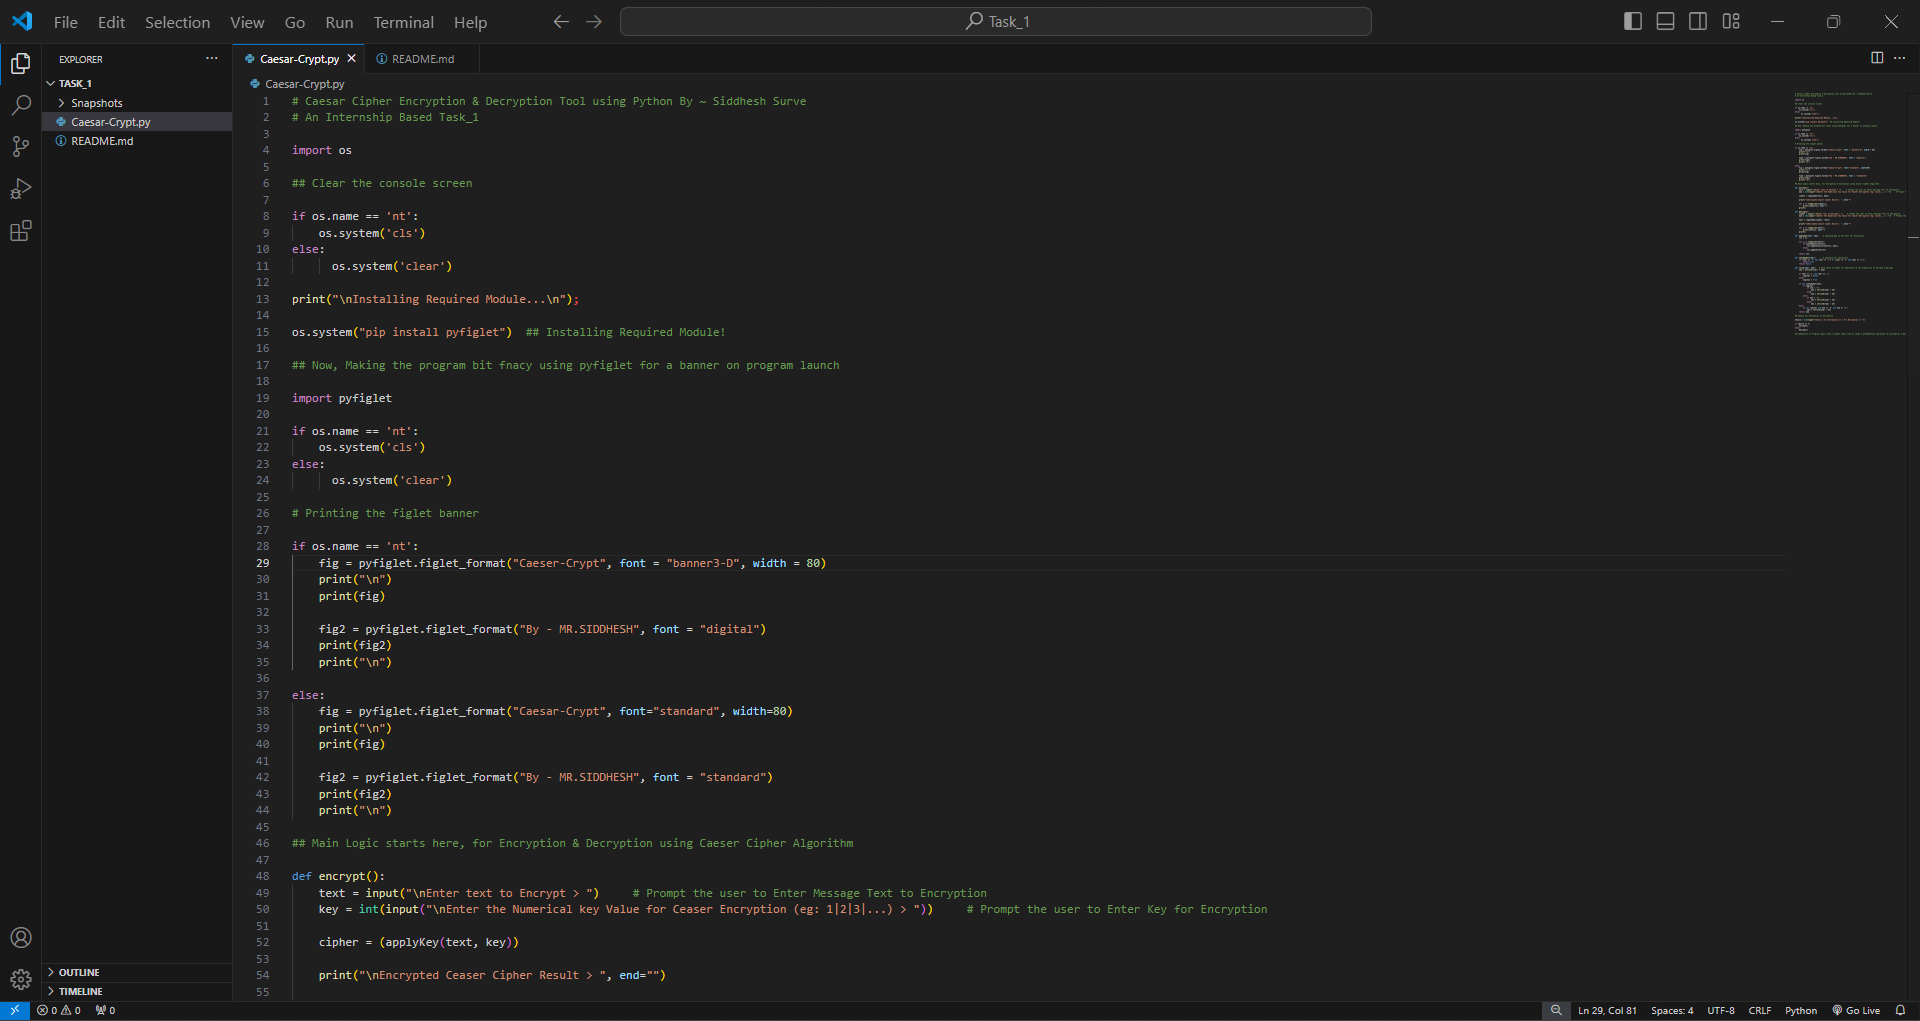 File Edit Selection View Go Run Terminal Help
Task_1
EXPLORER
TASK_1
Snapshots
Caesar-Crypt.py
README.md
OUTLINE
TIMELINE
Caesar-Crypt.py README.md
Caesar-Crypt.py
1 # Caesar Cipher Encryption & Decryption Tool using Python By ~ Siddhesh Surve
2 # An Internship Based Task_1
3
4 import os
5
6 ## Clear the console screen
7
8 if os.name == 'nt':
9 os.system('cls')
10 else:
11 os.system('clear')
12
13 print("\nInstalling Required Module...\n");
14
15 os.system("pip install pyfiglet") ## Installing Required Module!
16
17 ## Now, Making the program bit fnacy using pyfiglet for a banner on program launch
18
19 import pyfiglet
20
21 if os.name == 'nt':
22 os.system('cls')
23 else:
24 os.system('clear')
25
26 # Printing the figlet banner
27
28 if os.name == 'nt':
29 fig = pyfiglet.figlet_format("Caeser-Crypt", font = "banner3-D", width = 80)
30 print("\n")
31 print(fig)
32
33 fig2 = pyfiglet.figlet_format("By - MR.SIDDHESH", font = "digital")
34 print(fig2)
35 print("\n")
36
37 else:
38 fig = pyfiglet.figlet_format("Caesar-Crypt", font="standard", width=80)
39 print("\n")
40 print(fig)
41
42 fig2 = pyfiglet.figlet_format("By - MR.SIDDHESH", font = "standard")
43 print(fig2)
44 print("\n")
45
46 ## Main Logic starts here, for Encryption & Decryption using Caeser Cipher Algorithm
47
48 def encrypt():
49 text = input("\nEnter text to Encrypt > ") # Prompt the user to Enter Message Text to Encryption
50 key = int(input("\nEnter the Numerical key Value for Ceaser Encryption (eg: 1|2|3|...) > ")) # Prompt the user to Enter Key for Encryption
51
52 cipher = (applyKey(text, key))
53
54 print("\nEncrypted Ceaser Cipher Result > ", end="")
55
0 0 0 Ln 29, Col 81 Spaces: 4 UTF-8 CRLF Python Go Live